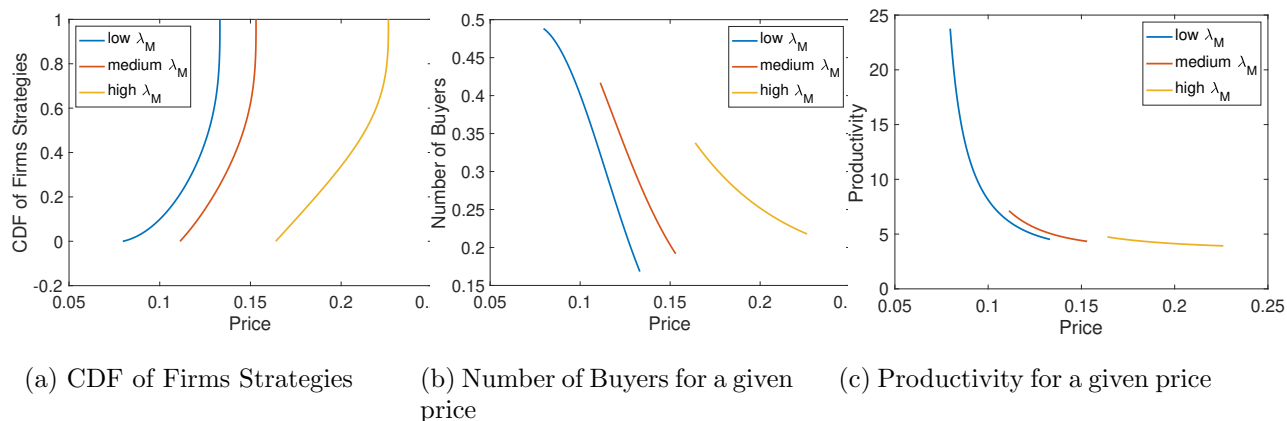 1
0.8
0.6
0.4
0.2
0
-0.2
CDF of Firms Strategies
0.05
0.1
0.15
0.2
0.
Price
low λM
medium λM
high λM
0.5
0.45
0.4
0.35
0.3
0.25
0.2
0.15
Number of Buyers
0.05
0.1
0.15
0.2
0.
Price
low λM
medium λM
high λM
25
20
15
10
5
0
Productivity
0.05
0.1
0.15
0.2
0.25
Price
low λM
medium λM
high λM
(a) CDF of Firms Strategies
(b) Number of Buyers for a given
price
(c) Productivity for a given price